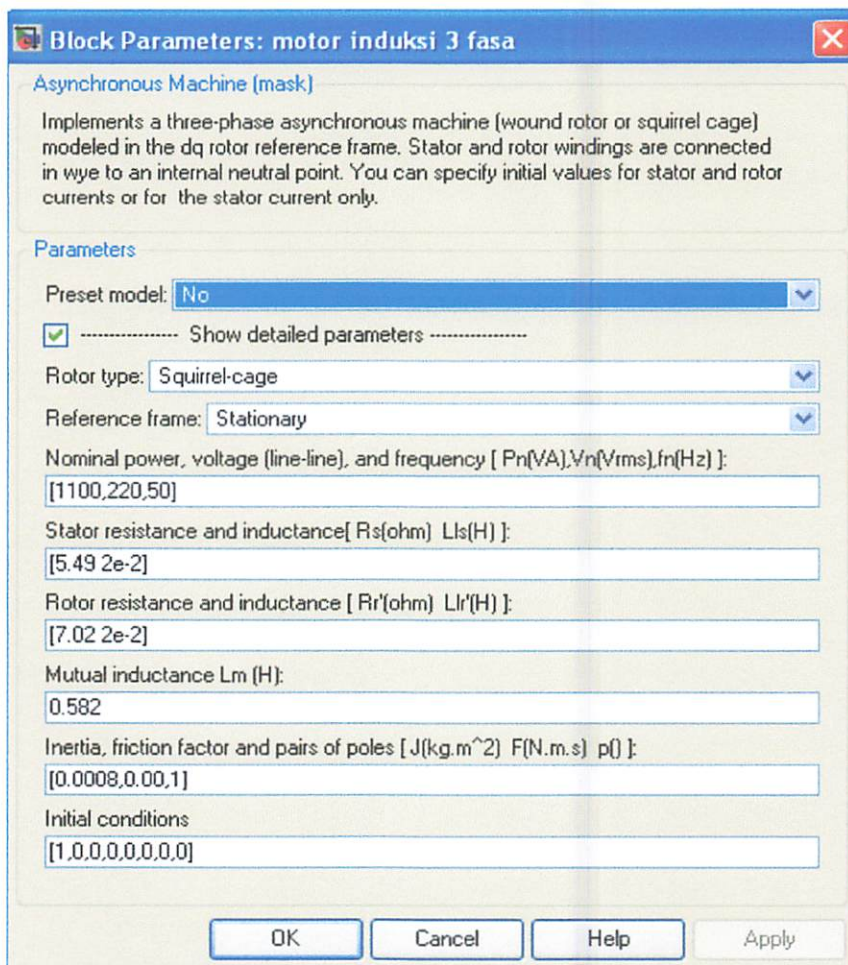 Block Parameters: motor induksi 3 fasa
Asynchronous Machine (mask)
Implements a three-phase asynchronous machine (wound rotor or squirrel cage)
modeled in the dq rotor reference frame. Stator and rotor windings are connected
in wye to an internal neutral point. You can specify initial values for stator and rotor
currents or for the stator current only.
Parameters
Preset model: No
---------------- Show detailed parameters ----------------
Rotor type: Squirrel-cage
Reference frame: Stationary
Nominal power, voltage (line-line), and frequency [ Pn(VA),Vn(Vrms),fn(Hz) ]:
[1100,220,50]
Stator resistance and inductance[ Rs(ohm) Lls(H) ]:
[5.49 2e-2]
Rotor resistance and inductance [ Rr'(ohm) Llr'(H) ]:
[7.02 2e-2]
Mutual inductance Lm (H):
0.582
Inertia, friction factor and pairs of poles [ J(kg.m^2) F(N.m.s) p() ]:
[0.0008,0.00,1]
Initial conditions
[1,0,0,0,0,0,0,0]
OK Cancel Help Apply